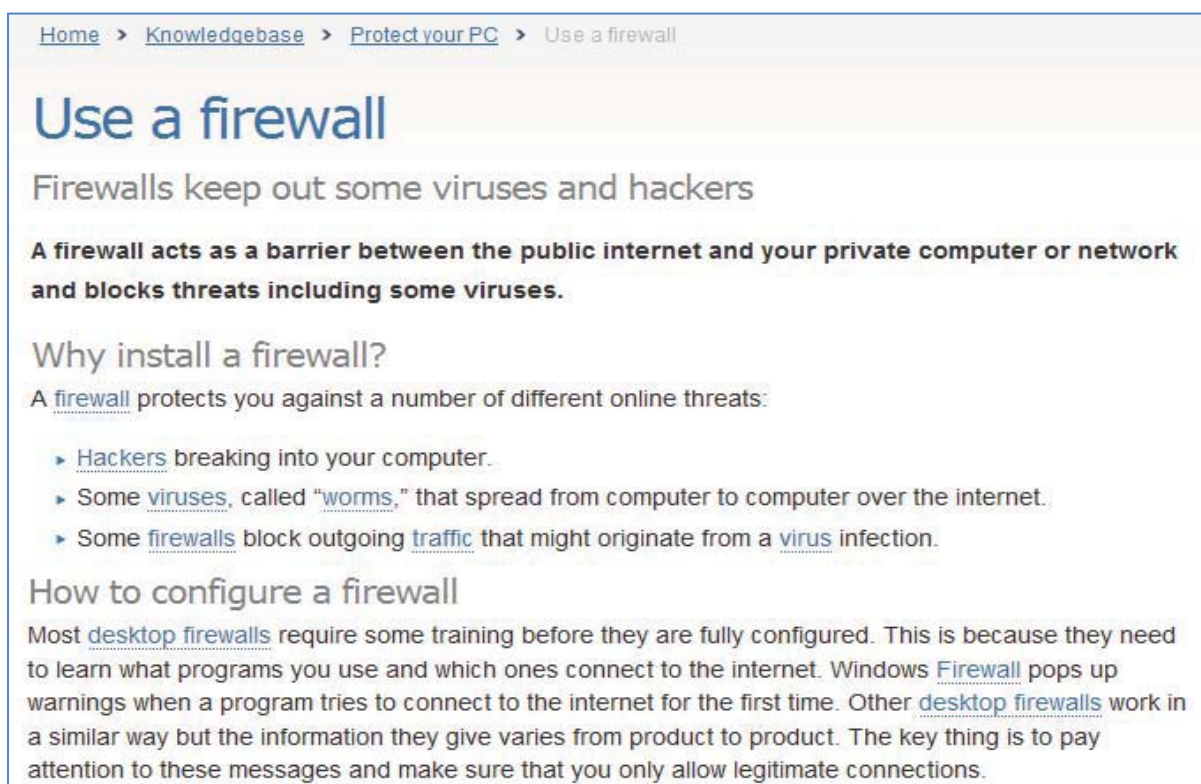 Home > Knowledgebase > Protect your PC > Use a firewall
Use a firewall
Firewalls keep out some viruses and hackers
A firewall acts as a barrier between the public internet and your private computer or network
and blocks threats including some viruses.
Why install a firewall?
A firewall protects you against a number of different online threats:
▸ Hackers breaking into your computer.
▸ Some viruses, called “worms,” that spread from computer to computer over the internet.
▸ Some firewalls block outgoing traffic that might originate from a virus infection.
How to configure a firewall
Most desktop firewalls require some training before they are fully configured. This is because they need
to learn what programs you use and which ones connect to the internet. Windows Firewall pops up
warnings when a program tries to connect to the internet for the first time. Other desktop firewalls work in
a similar way but the information they give varies from product to product. The key thing is to pay
attention to these messages and make sure that you only allow legitimate connections.